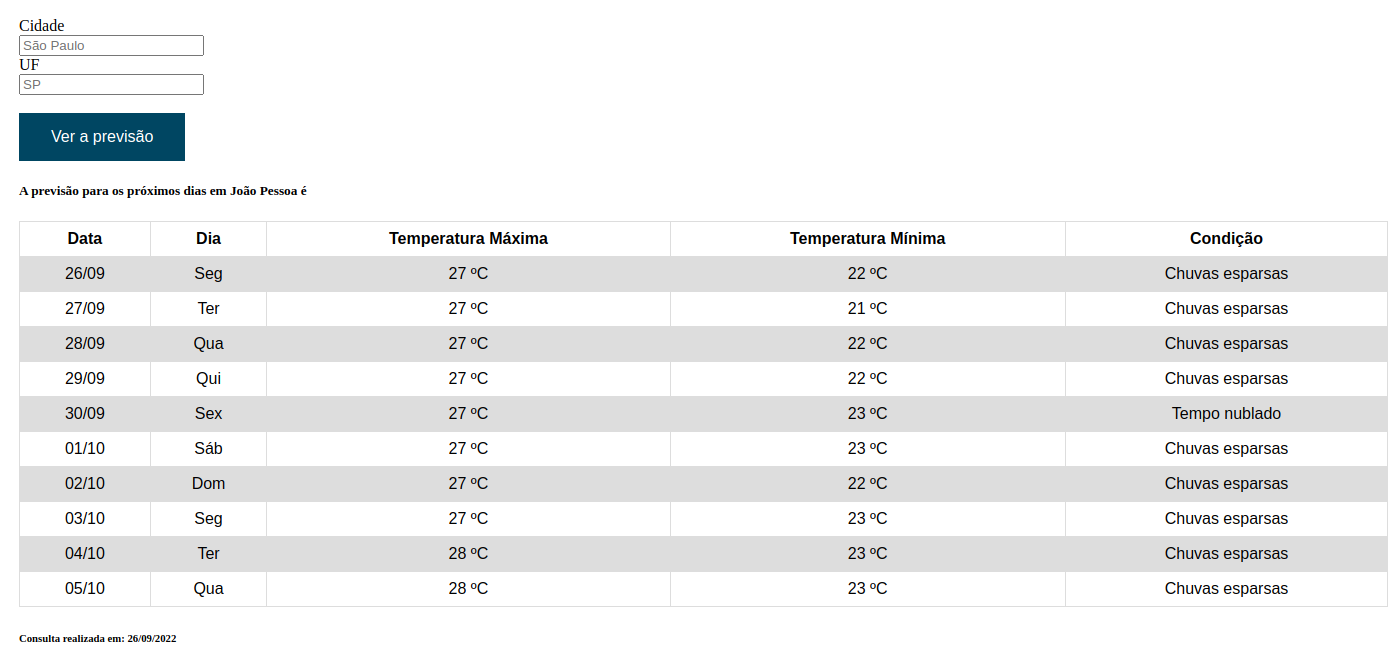 Cidade
São Paulo
UF
SP
Ver a previsão
A previsão para os próximos dias em João Pessoa é
Data Dia Temperatura Máxima Temperatura Mínima Condição
26/09 Seg 27 ºC 22 ºC Chuvas esparsas
27/09 Ter 27 ºC 21 ºC Chuvas esparsas
28/09 Qua 27 ºC 22 ºC Chuvas esparsas
29/09 Qui 27 ºC 22 ºC Chuvas esparsas
30/09 Sex 27 ºC 23 ºC Tempo nublado
01/10 Sáb 27 ºC 23 ºC Chuvas esparsas
02/10 Dom 27 ºC 22 ºC Chuvas esparsas
03/10 Seg 27 ºC 23 ºC Chuvas esparsas
04/10 Ter 28 ºC 23 ºC Chuvas esparsas
05/10 Qua 28 ºC 23 ºC Chuvas esparsas
Consulta realizada em: 26/09/2022